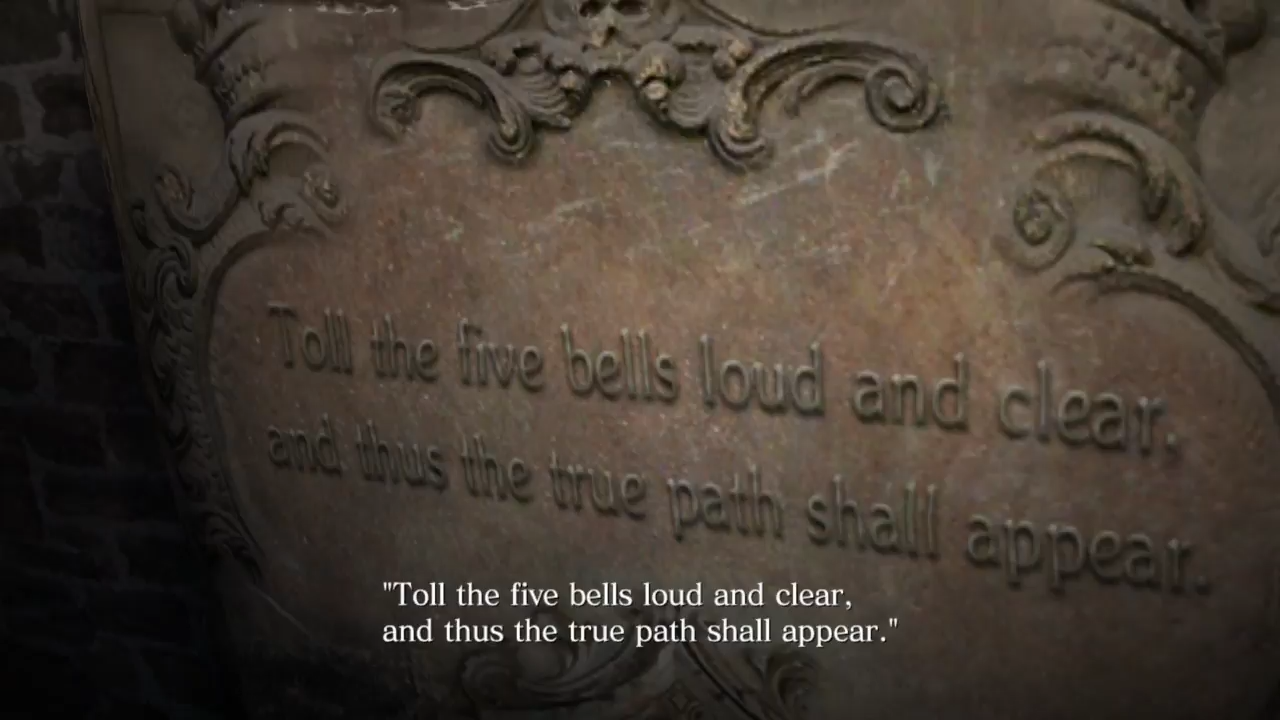 Toll the five bells loud and clear.
and thus the true path shall appear.
"Toll the five bells loud and clear,
and thus the true path shall appear."